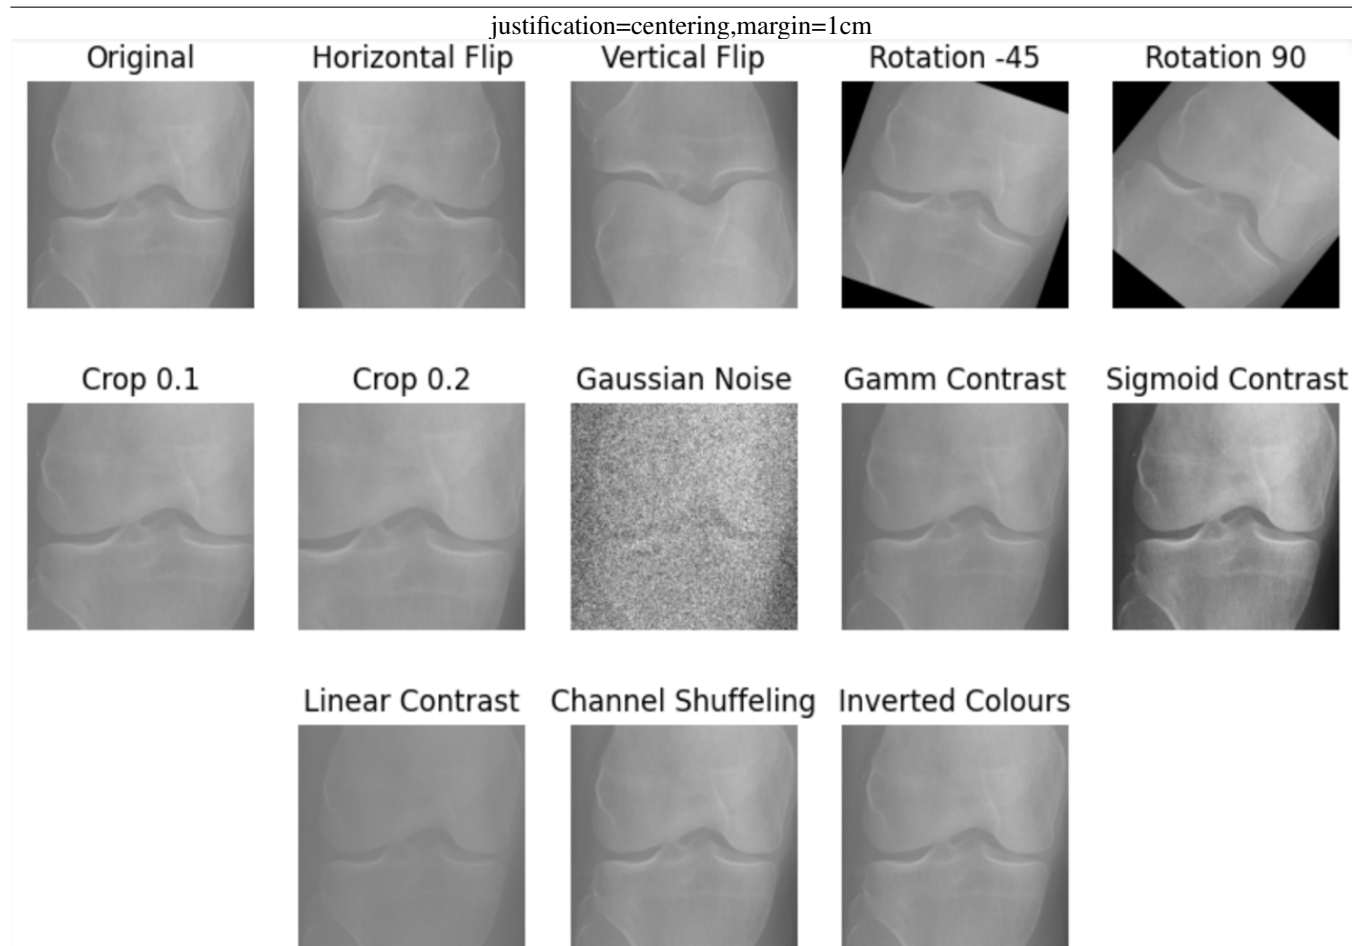 justification=centering,margin=1cm
Original Horizontal Flip Vertical Flip Rotation -45 Rotation 90
Crop 0.1 Crop 0.2 Gaussian Noise Gamm Contrast Sigmoid Contrast
Linear Contrast Channel Shuffeling Inverted Colours